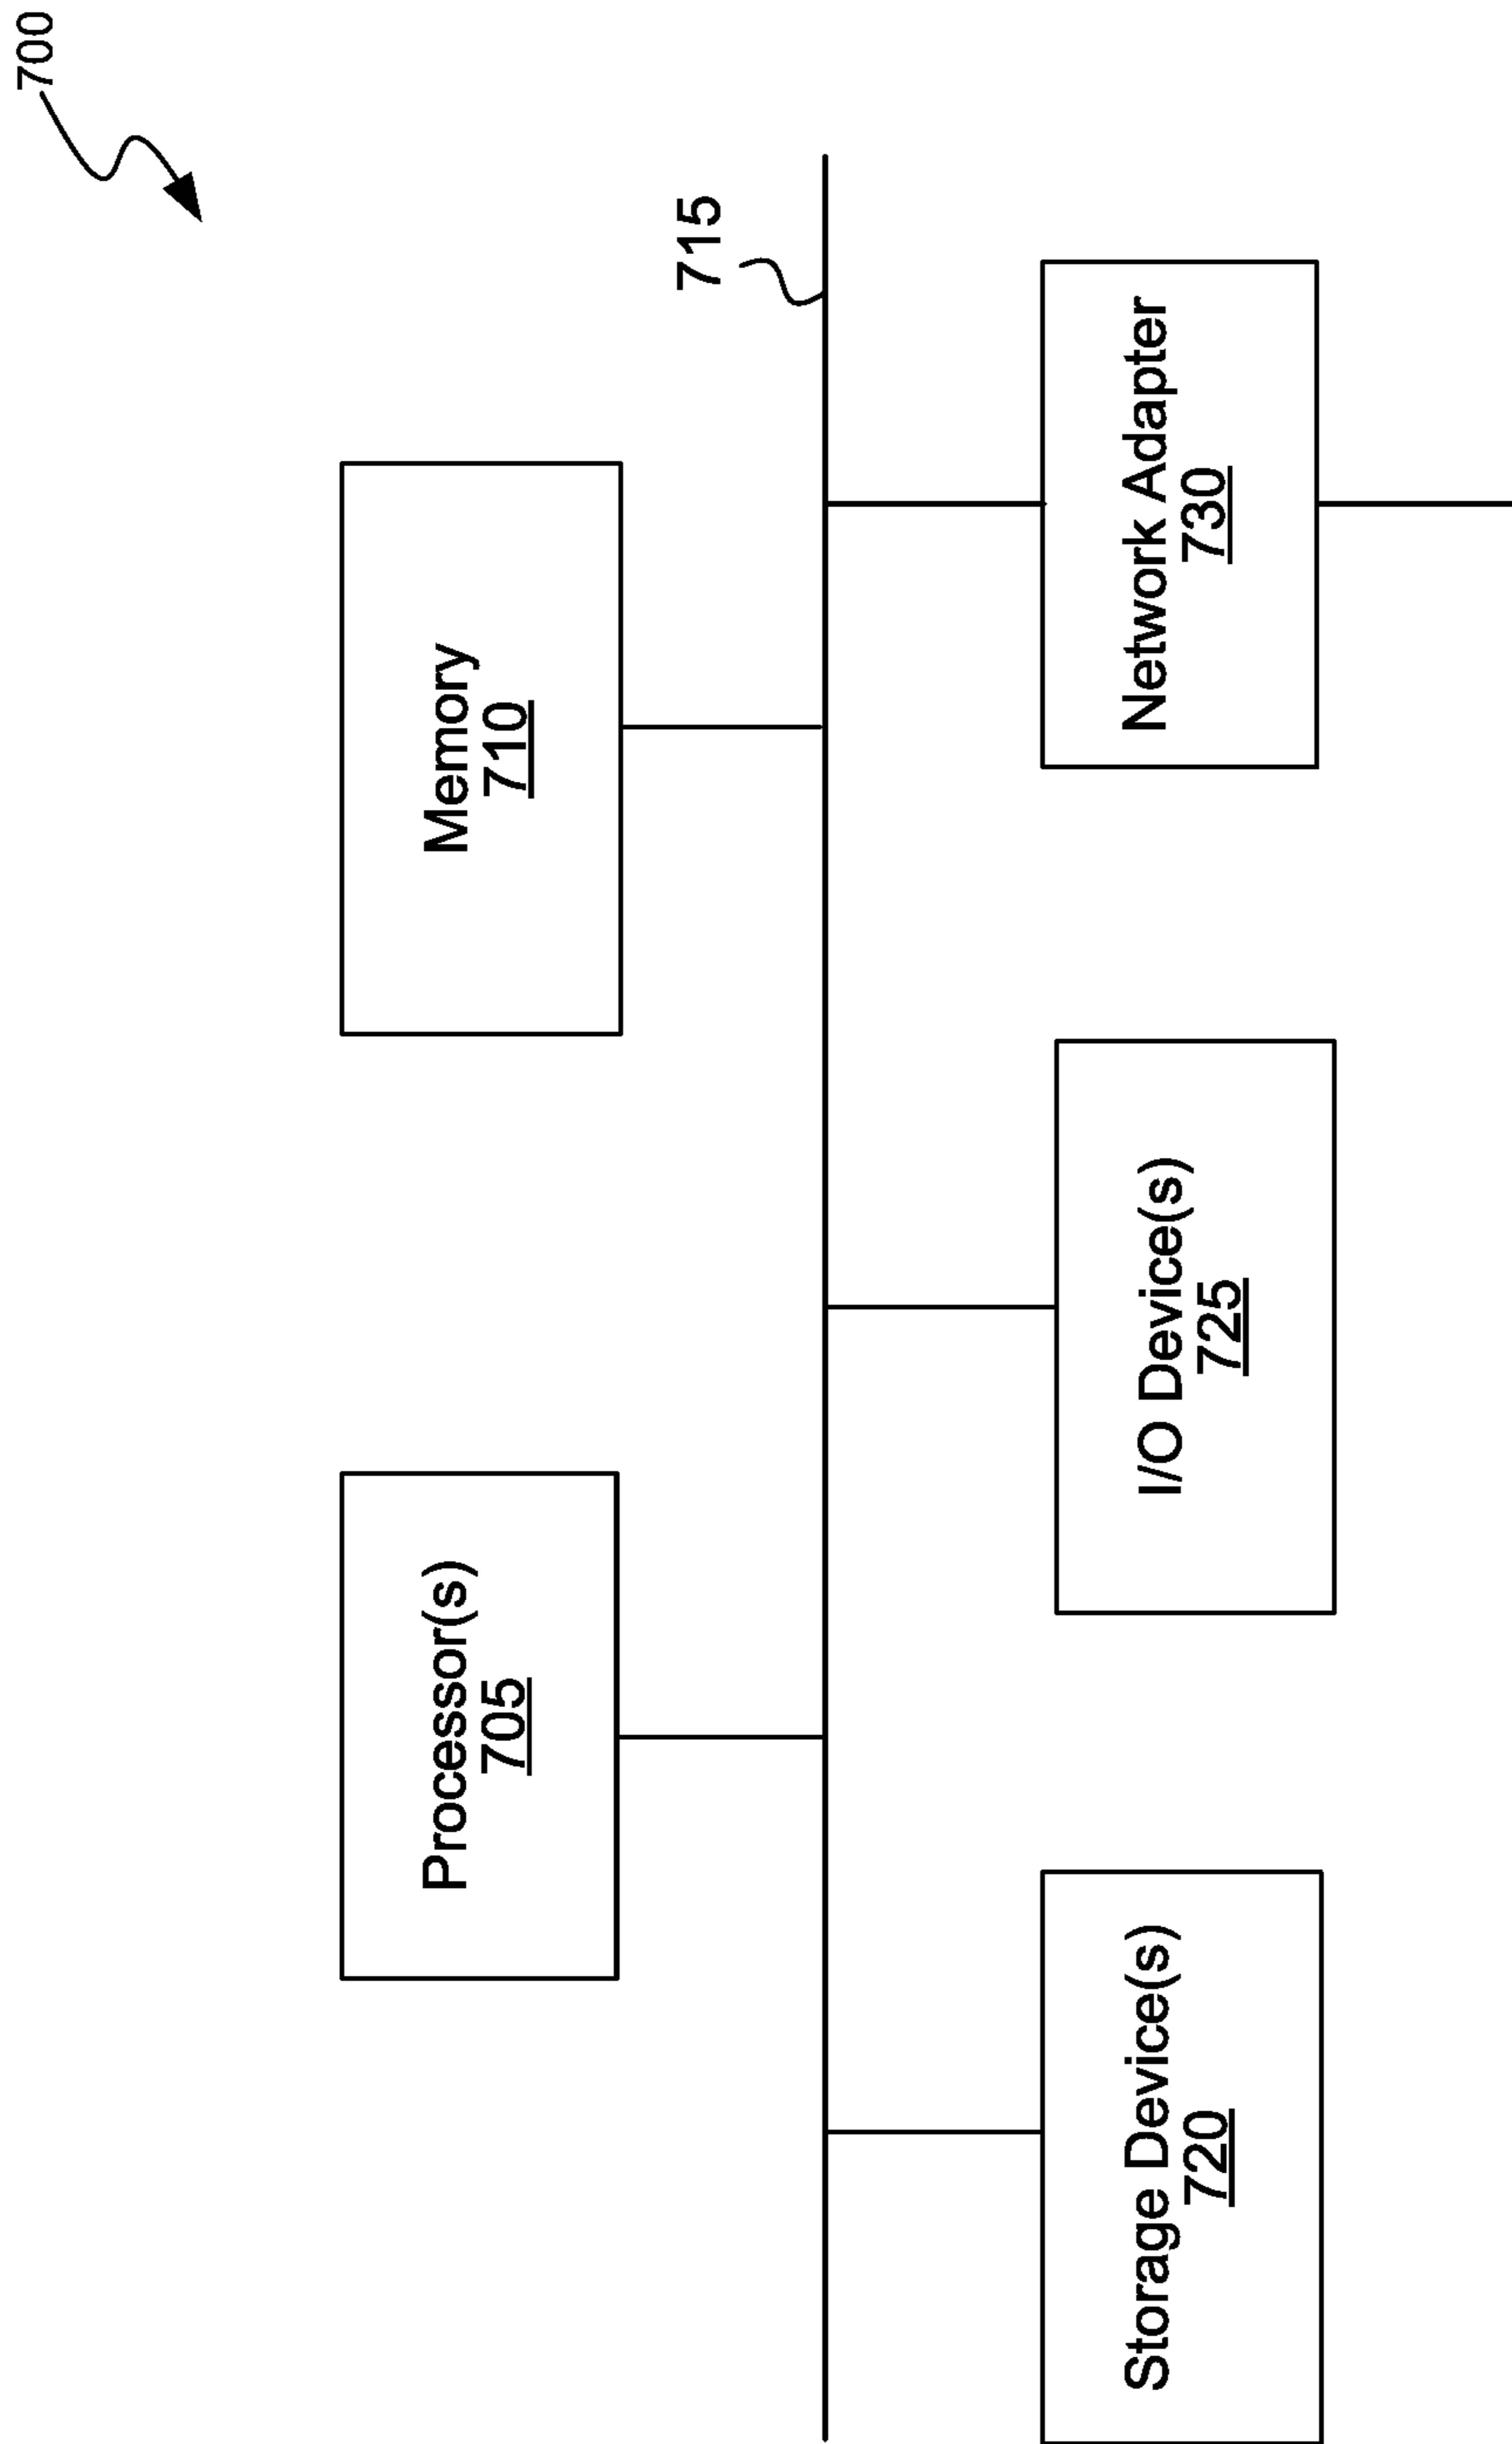 700
Processor(s)
705
Memory
710
715
Storage Device(s)
720
I/O Device(s)
725
Network Adapter
730